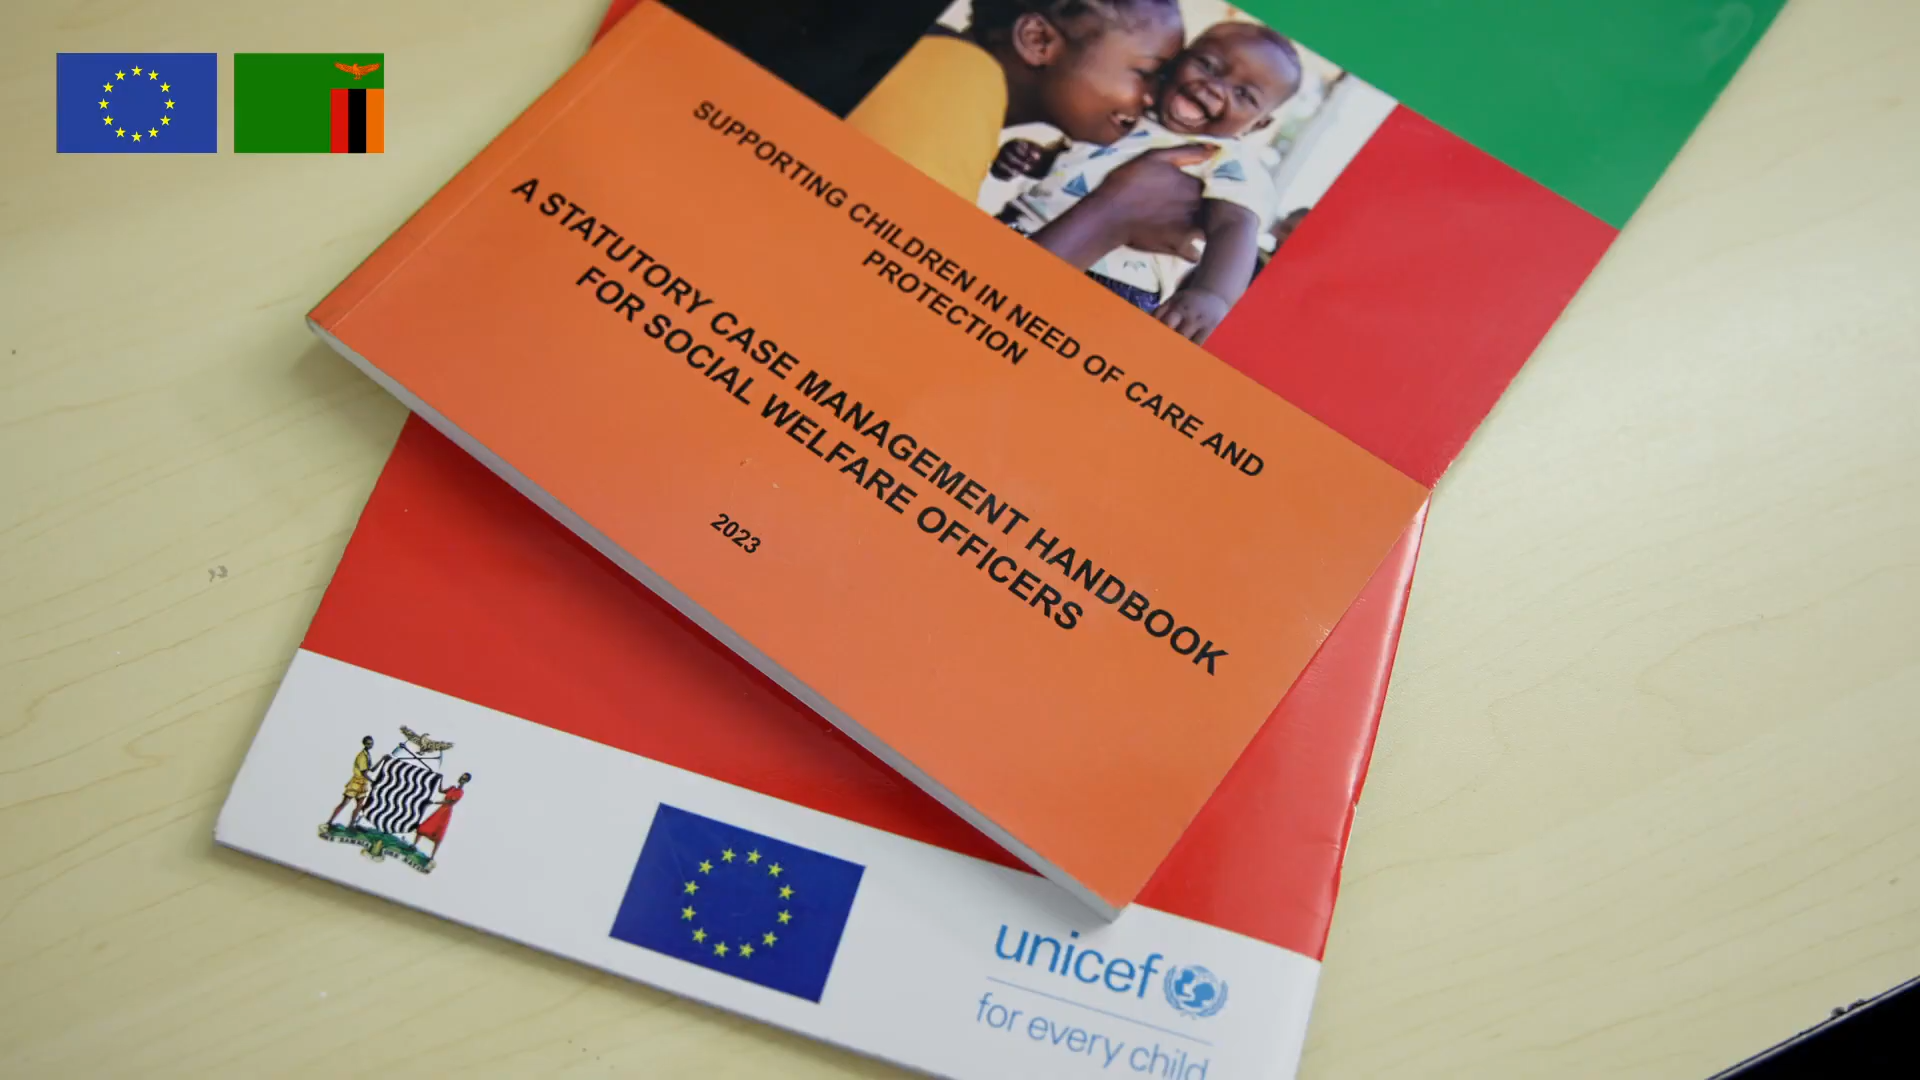 SUPPORTING CHILDREN IN NEED OF CARE AND
PROTECTION
A STATUTORY CASE MANAGEMENT HANDBOOK
FOR SOCIAL WELFARE OFFICERS
2023
unicef
for every child